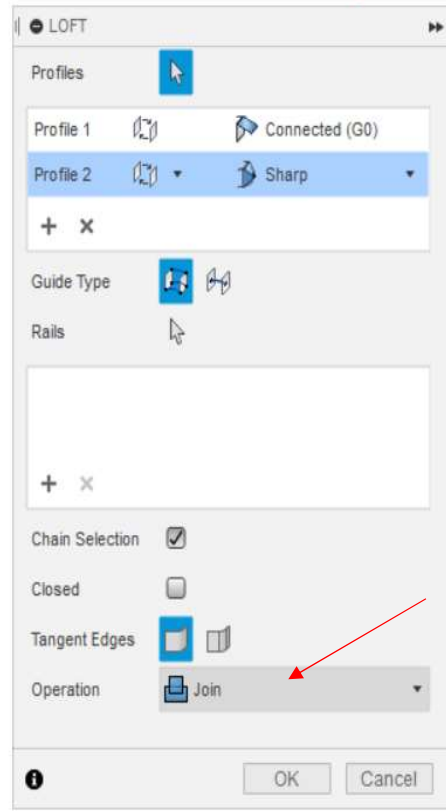 LOFT
Profiles
Profile 1 Connected (G0)
Profile 2 Sharp
Guide Type
Rails
Chain Selection
Closed
Tangent Edges
Operation Join
OK Cancel